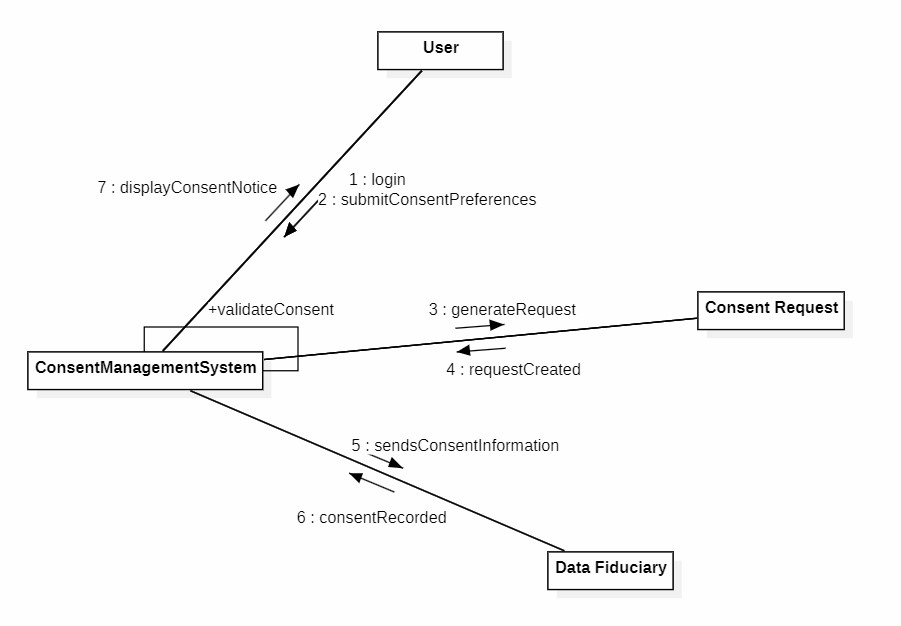 User
7 : displayConsentNotice
1 : login
2 : submitConsentPreferences
+validateConsent
3 : generateRequest
Consent Request
ConsentManagementSystem
4 : requestCreated
5 : sendsConsentInformation
6 : consentRecorded
Data Fiduciary